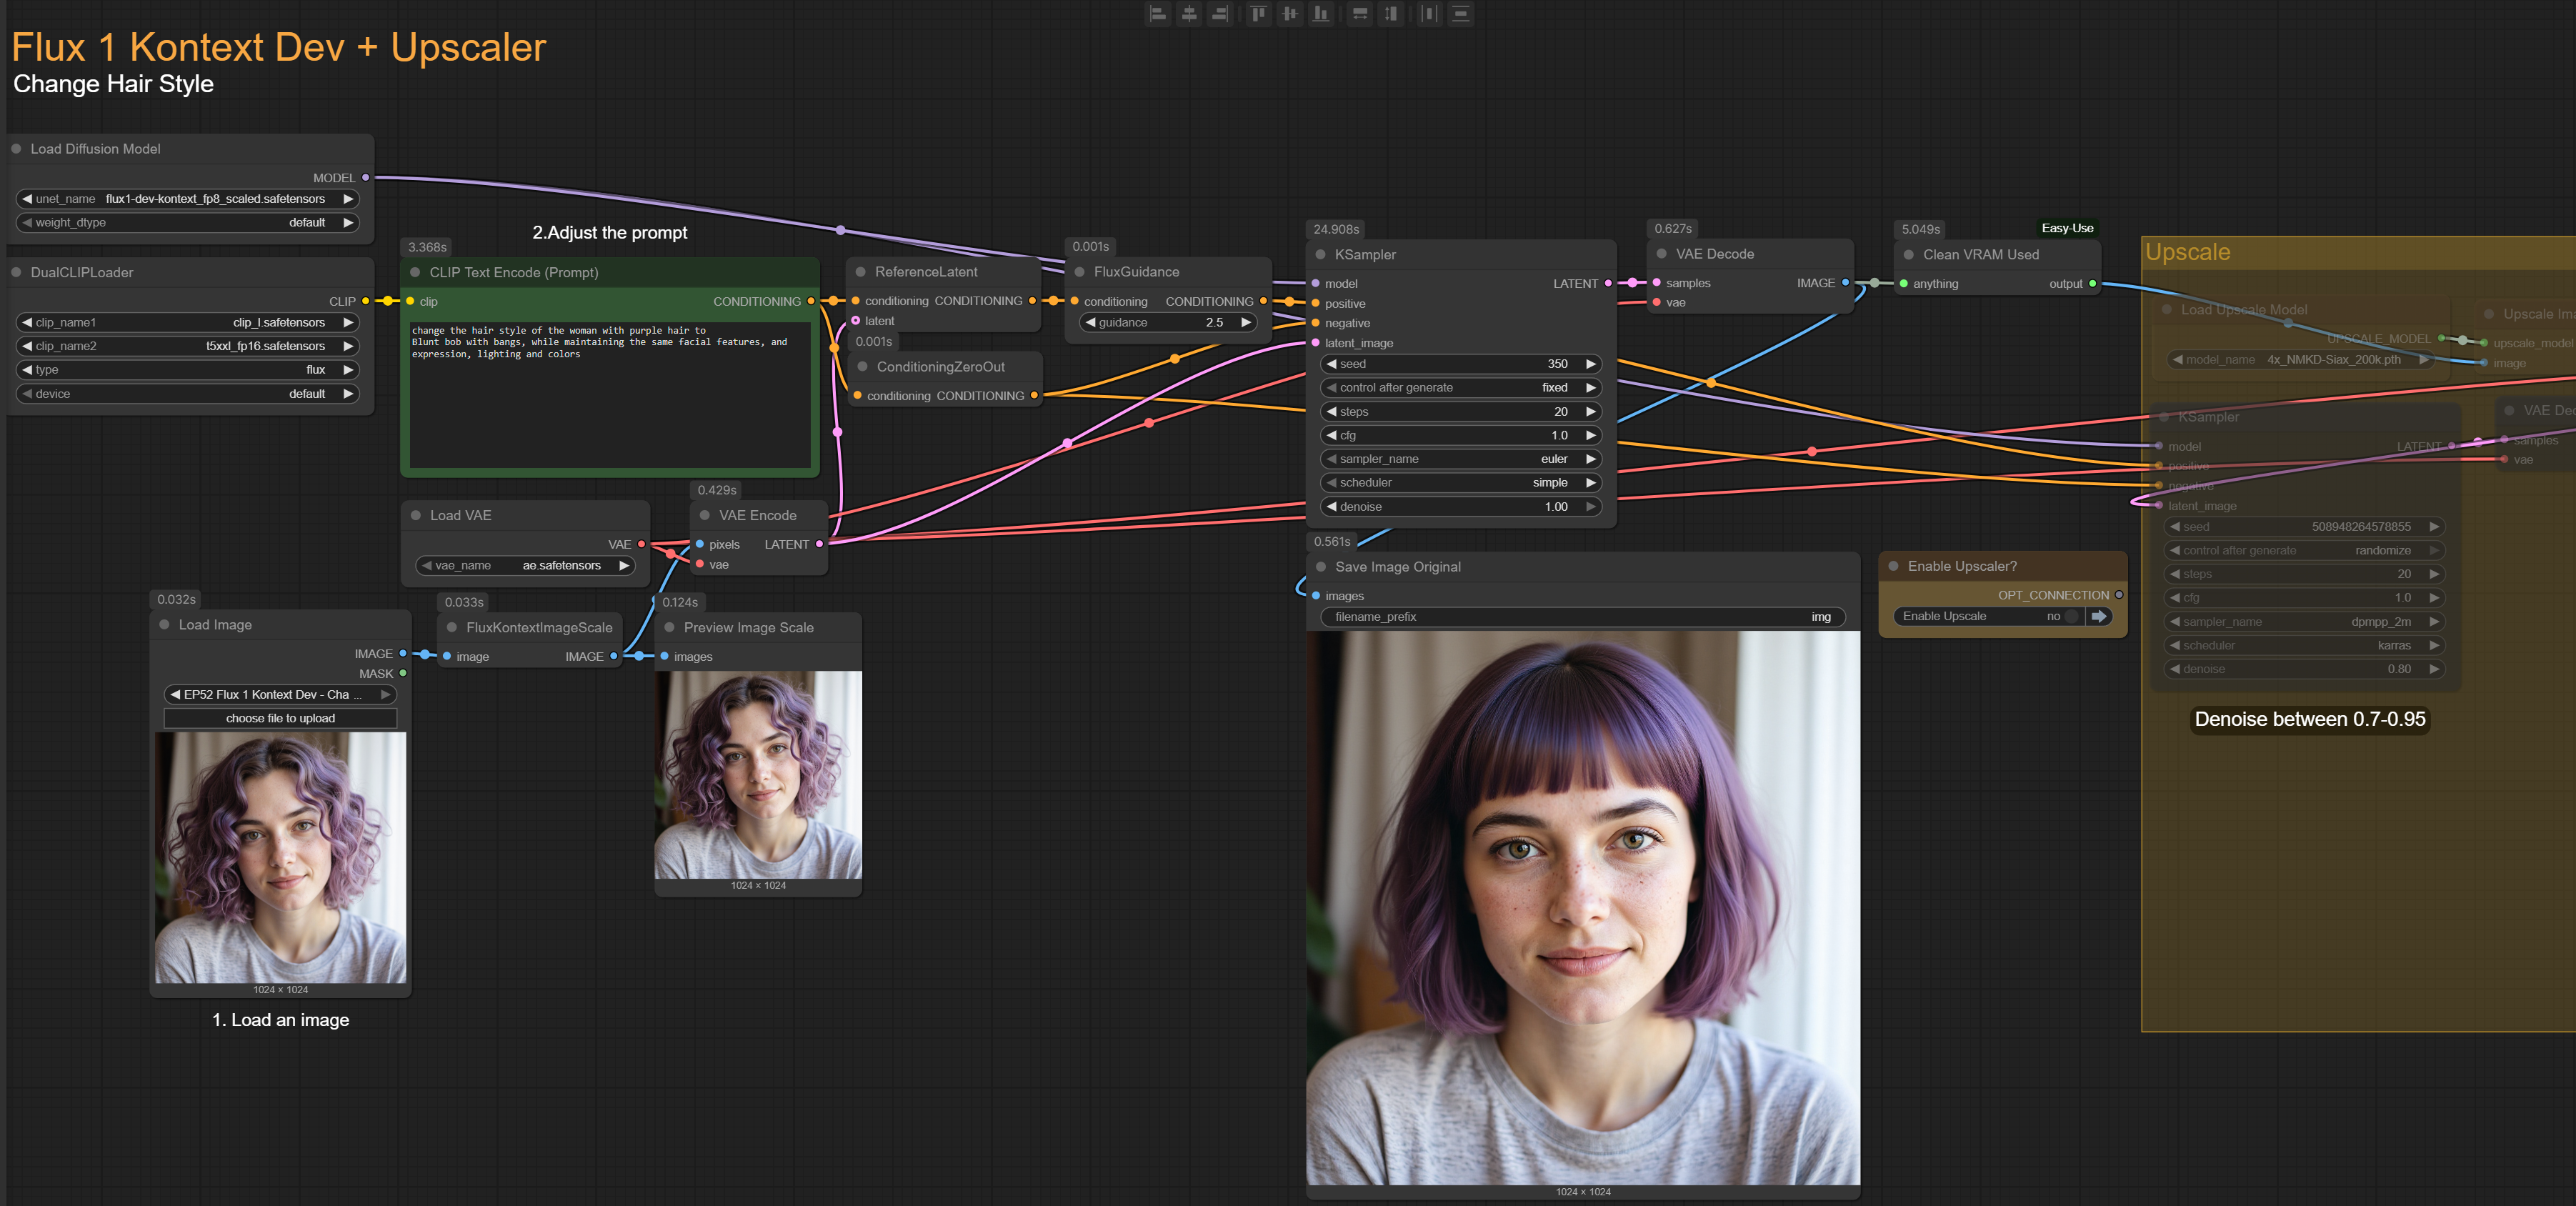 Flux 1 Kontext Dev + Upscaler
Change Hair Style
Load Diffusion Model
MODEL
unet_name flux1-dev-kontext_fp8_scaled.safetensors
weight_dtype default
DualCLIPLoader
CLIP
clip_name1 clip_l.safetensors
clip_name2 t5xxl_fp16.safetensors
type flux
device default
2.Adjust the prompt
3.368s
CLIP Text Encode (Prompt)
clip CONDITIONING
change the hair style of the woman with purple hair to
Blunt bob with bangs, while maintaining the same facial features, and
expression, lighting and colors
ReferenceLatent
conditioning CONDITIONING
latent
0.001s
ConditioningZeroOut
conditioning CONDITIONING
0.001s
FluxGuidance
conditioning CONDITIONING
guidance 2.5
Load VAE
VAE
vae_name ae.safetensors
0.429s
VAE Encode
pixels LATENT
vae
0.032s
Load Image
IMAGE
MASK
EP52 Flux 1 Kontext Dev - Cha ...
choose file to upload
1024 × 1024
1. Load an image
0.033s
FluxKontextImageScale
image IMAGE
0.124s
Preview Image Scale
images
1024 × 1024
24.908s
KSampler
model LATENT
positive
negative
latent_image
seed 350
control after generate fixed
steps 20
cfg 1.0
sampler_name euler
scheduler simple
denoise 1.00
0.627s
VAE Decode
samples IMAGE
vae
5.049s
Easy-Use
Clean VRAM Used
anything output
0.561s
Save Image Original
images
filename_prefix img
1024 × 1024
Enable Upscaler?
OPT_CONNECTION
Enable Upscale no
Upscale
Load Upscale Model
UPSCALE_MODEL
model_name 4x_NMKD-Siax_200k.pth
Upscale Ima
upscale_model
image
KSampler
model LATENT
positive
negative
latent_image
seed 508948264578855
control after generate randomize
steps 20
cfg 1.0
sampler_name dpmpp_2m
scheduler karras
denoise 0.80
VAE Dec
samples
vae
Denoise between 0.7-0.95